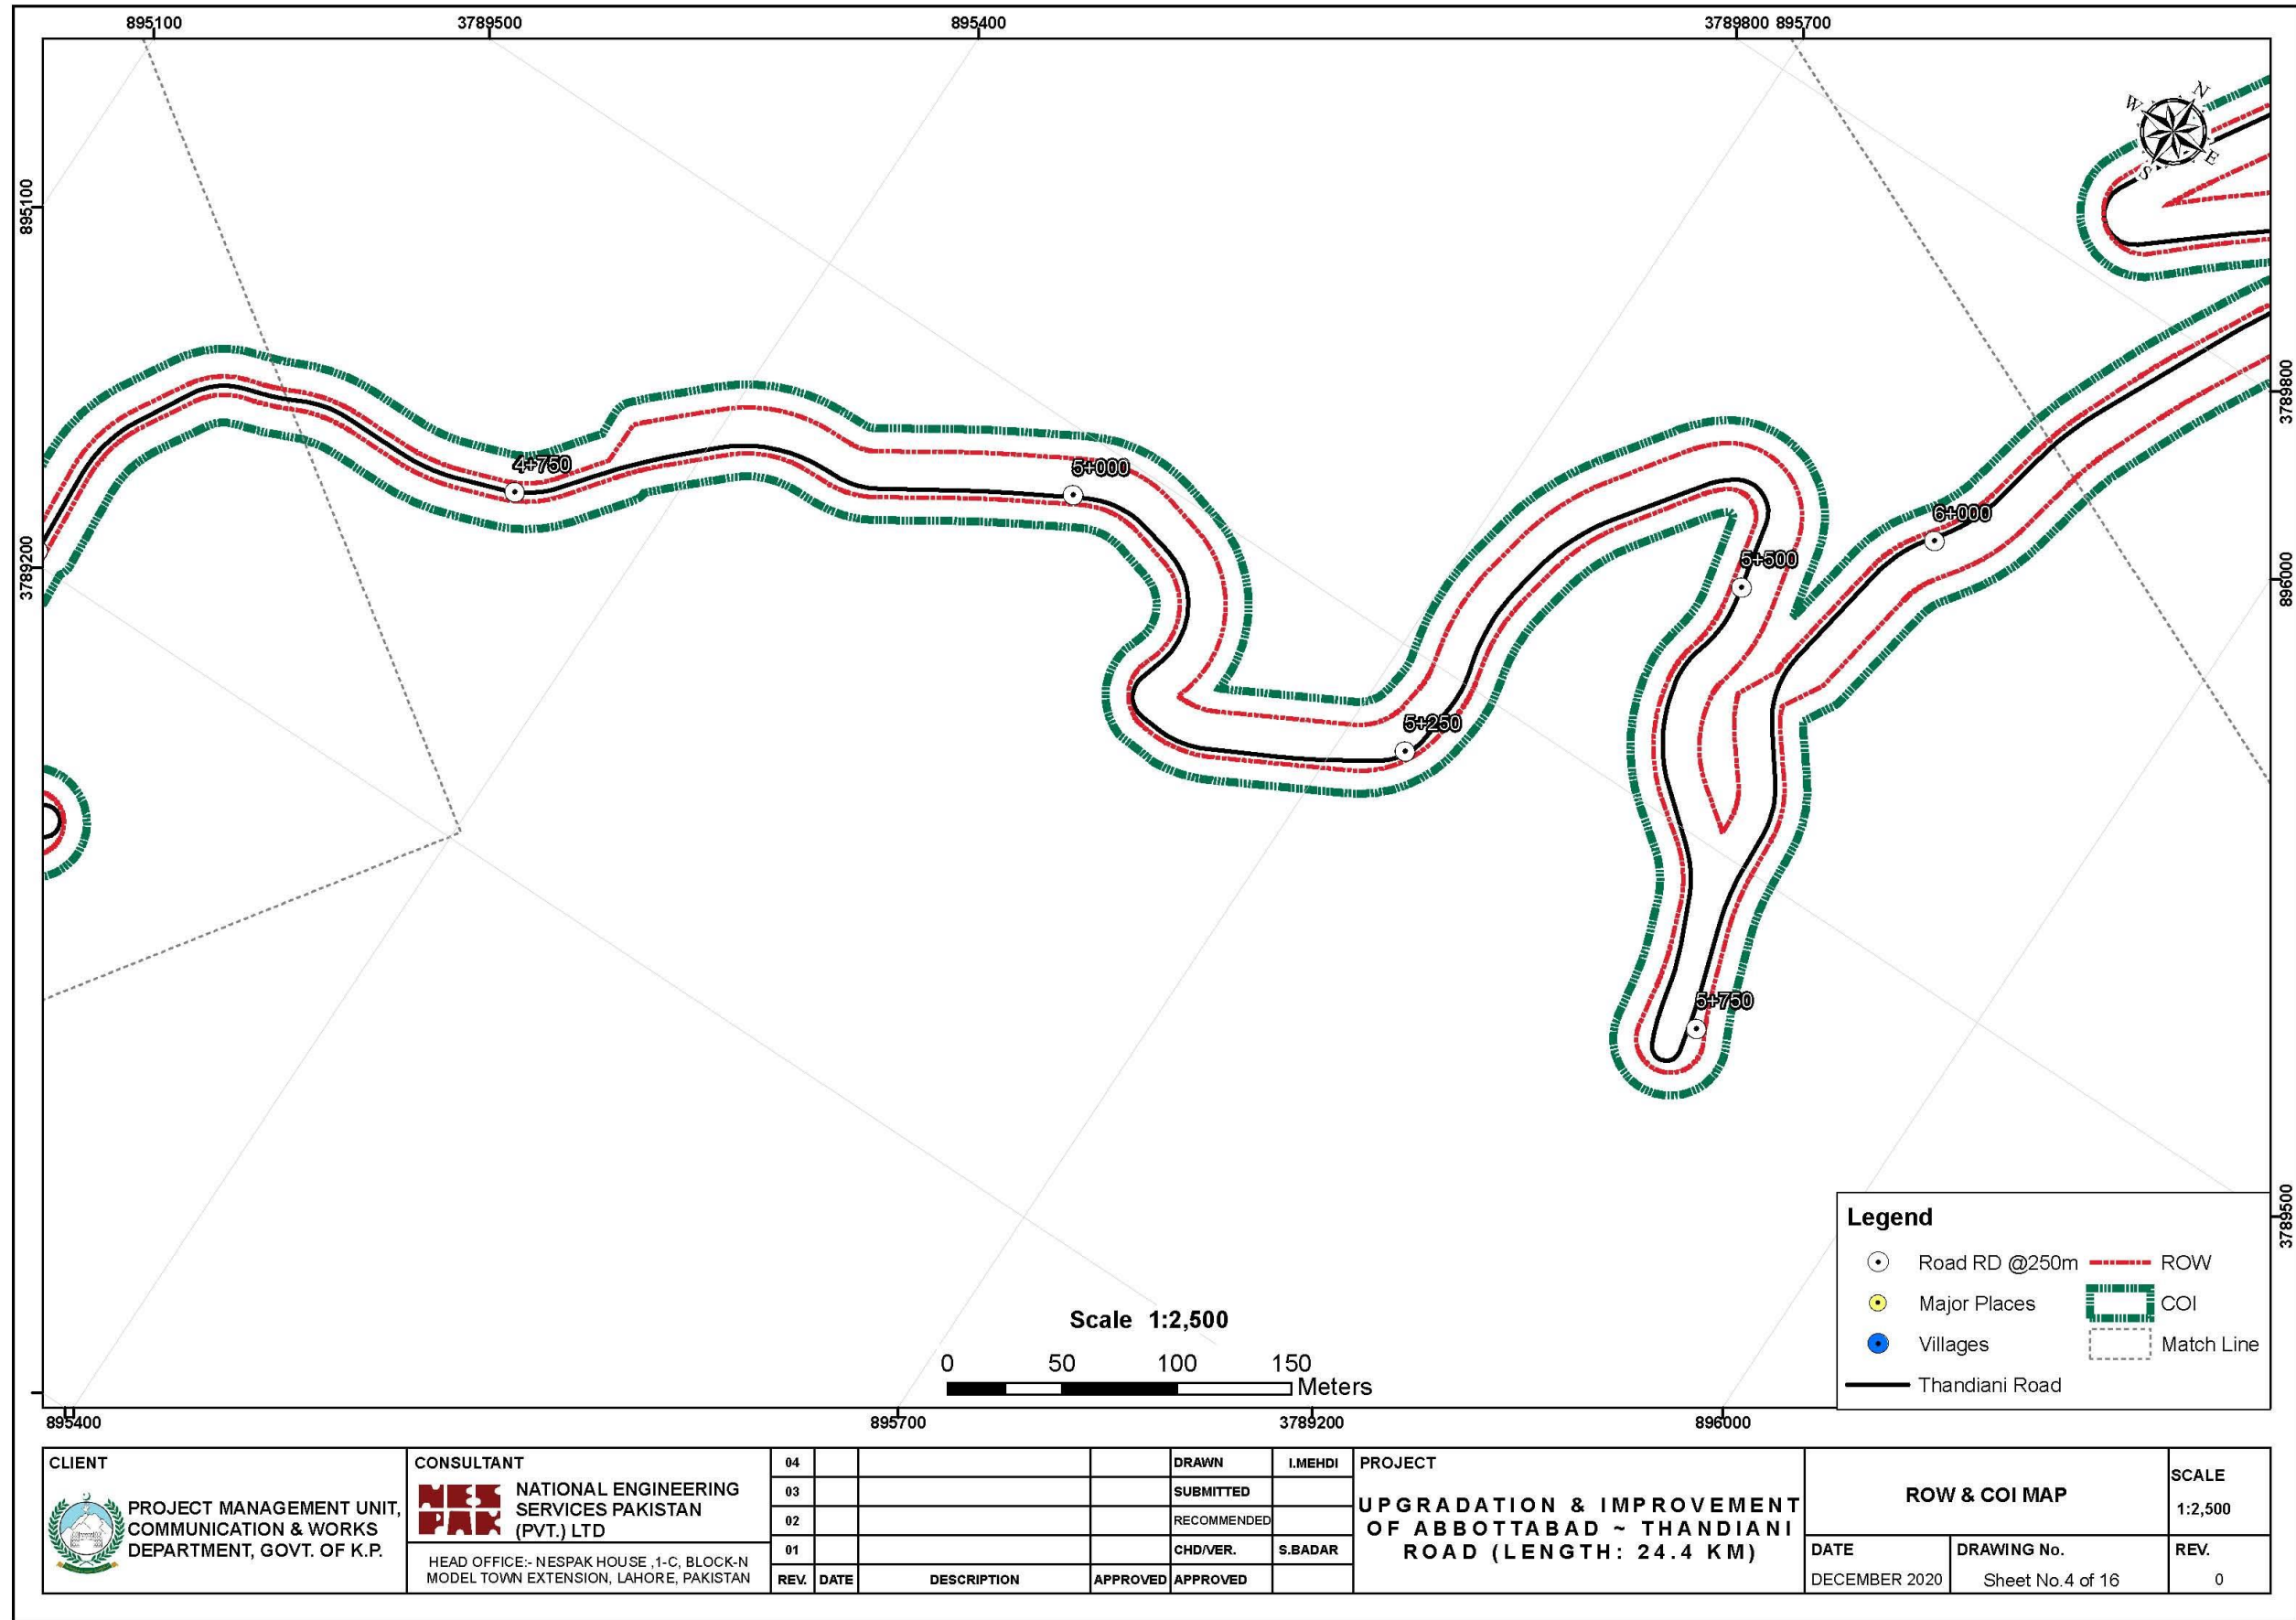 895100
3789500
895400
3789800
895700
895100
3789200
N
W
E
S
3789800
896000
3789500
4+750
5+000
5+250
5+500
5+750
6+000
Legend
Road RD @250m
ROW
Major Places
COI
Villages
Match Line
Thandiani Road
Scale 1:2,500
0 50 100 150
Meters
895400
895700
3789200
896000
CLIENT
PROJECT MANAGEMENT UNIT,
COMMUNICATION & WORKS
DEPARTMENT, GOVT. OF K.P.
CONSULTANT
NES
PAK
NATIONAL ENGINEERING
SERVICES PAKISTAN
(PVT.) LTD
HEAD OFFICE:- NESPAK HOUSE ,1-C, BLOCK-N
MODEL TOWN EXTENSION, LAHORE, PAKISTAN
04
03
02
01
REV. DATE DESCRIPTION APPROVED
DRAWN I.MEHDI
SUBMITTED
RECOMMENDED
CHD/VER. S.BADAR
APPROVED
PROJECT
UPGRADATION & IMPROVEMENT
OF ABBOTTABAD ~ THANDIANI
ROAD (LENGTH: 24.4 KM)
ROW & COI MAP
SCALE
1:2,500
DATE
DECEMBER 2020
DRAWING No.
Sheet No.4 of 16
REV.
0